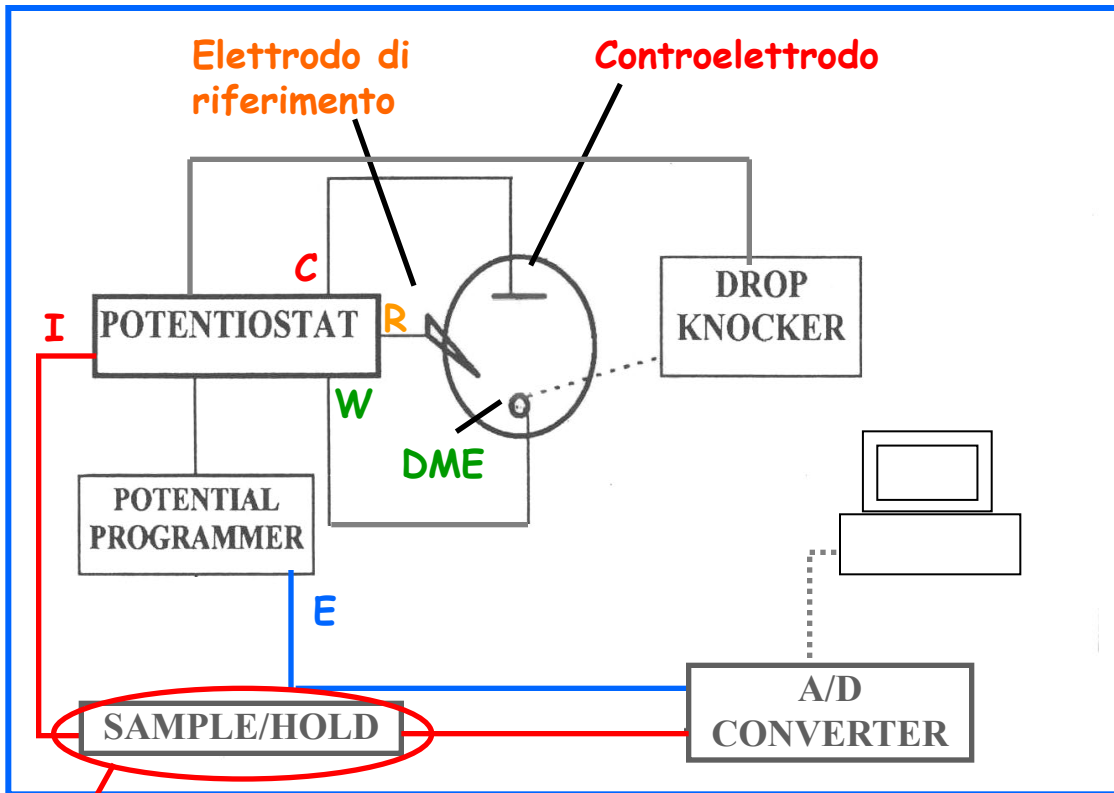 Elettrodo di
riferimento
Controelettrodo
C
I
POTENTIOSTAT
R
DROP
KNOCKER
W
DME
POTENTIAL
PROGRAMMER
E
SAMPLE/HOLD
A/D
CONVERTER